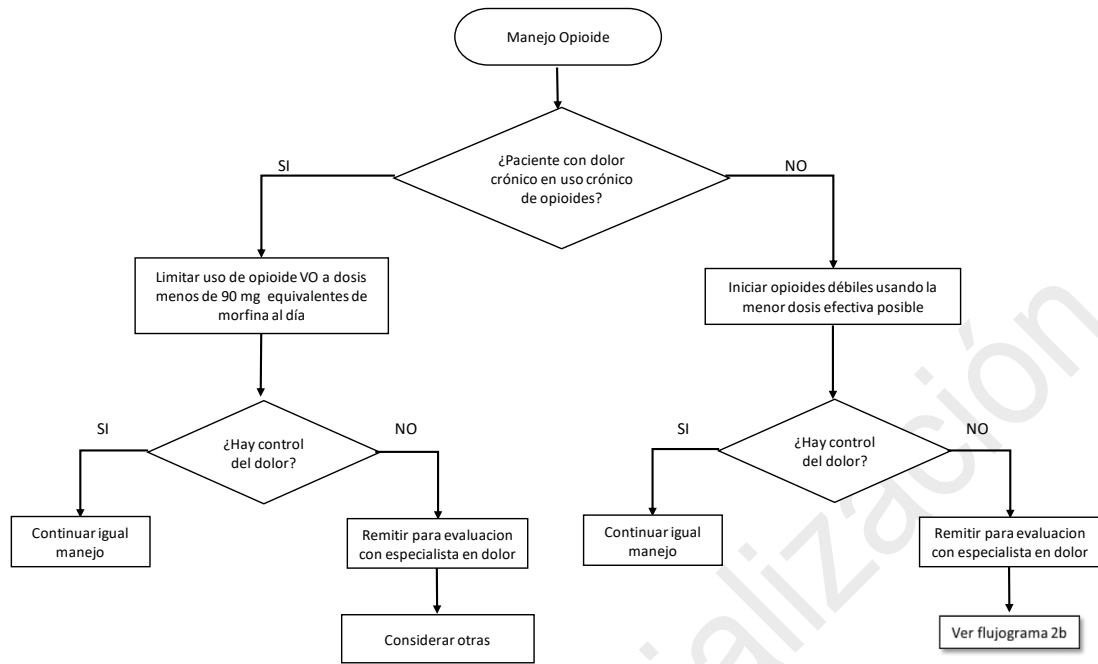 Manejo Opioide
¿Paciente con dolor
crónico en uso crónico
de opioides?
SI
NO
Limitar uso de opioide VO a dosis
menos de 90 mg equivalentes de
morfina al día
Iniciar opioides débiles usando la
menor dosis efectiva posible
SI
¿Hay control
del dolor?
NO
SI
¿Hay control
del dolor?
NO
Continuar igual
manejo
Remitir para evaluacion
con especialista en dolor
Continuar igual
manejo
Remitir para evaluacion
con especialista en dolor
Considerar otras
Ver flujograma 2b
ialización